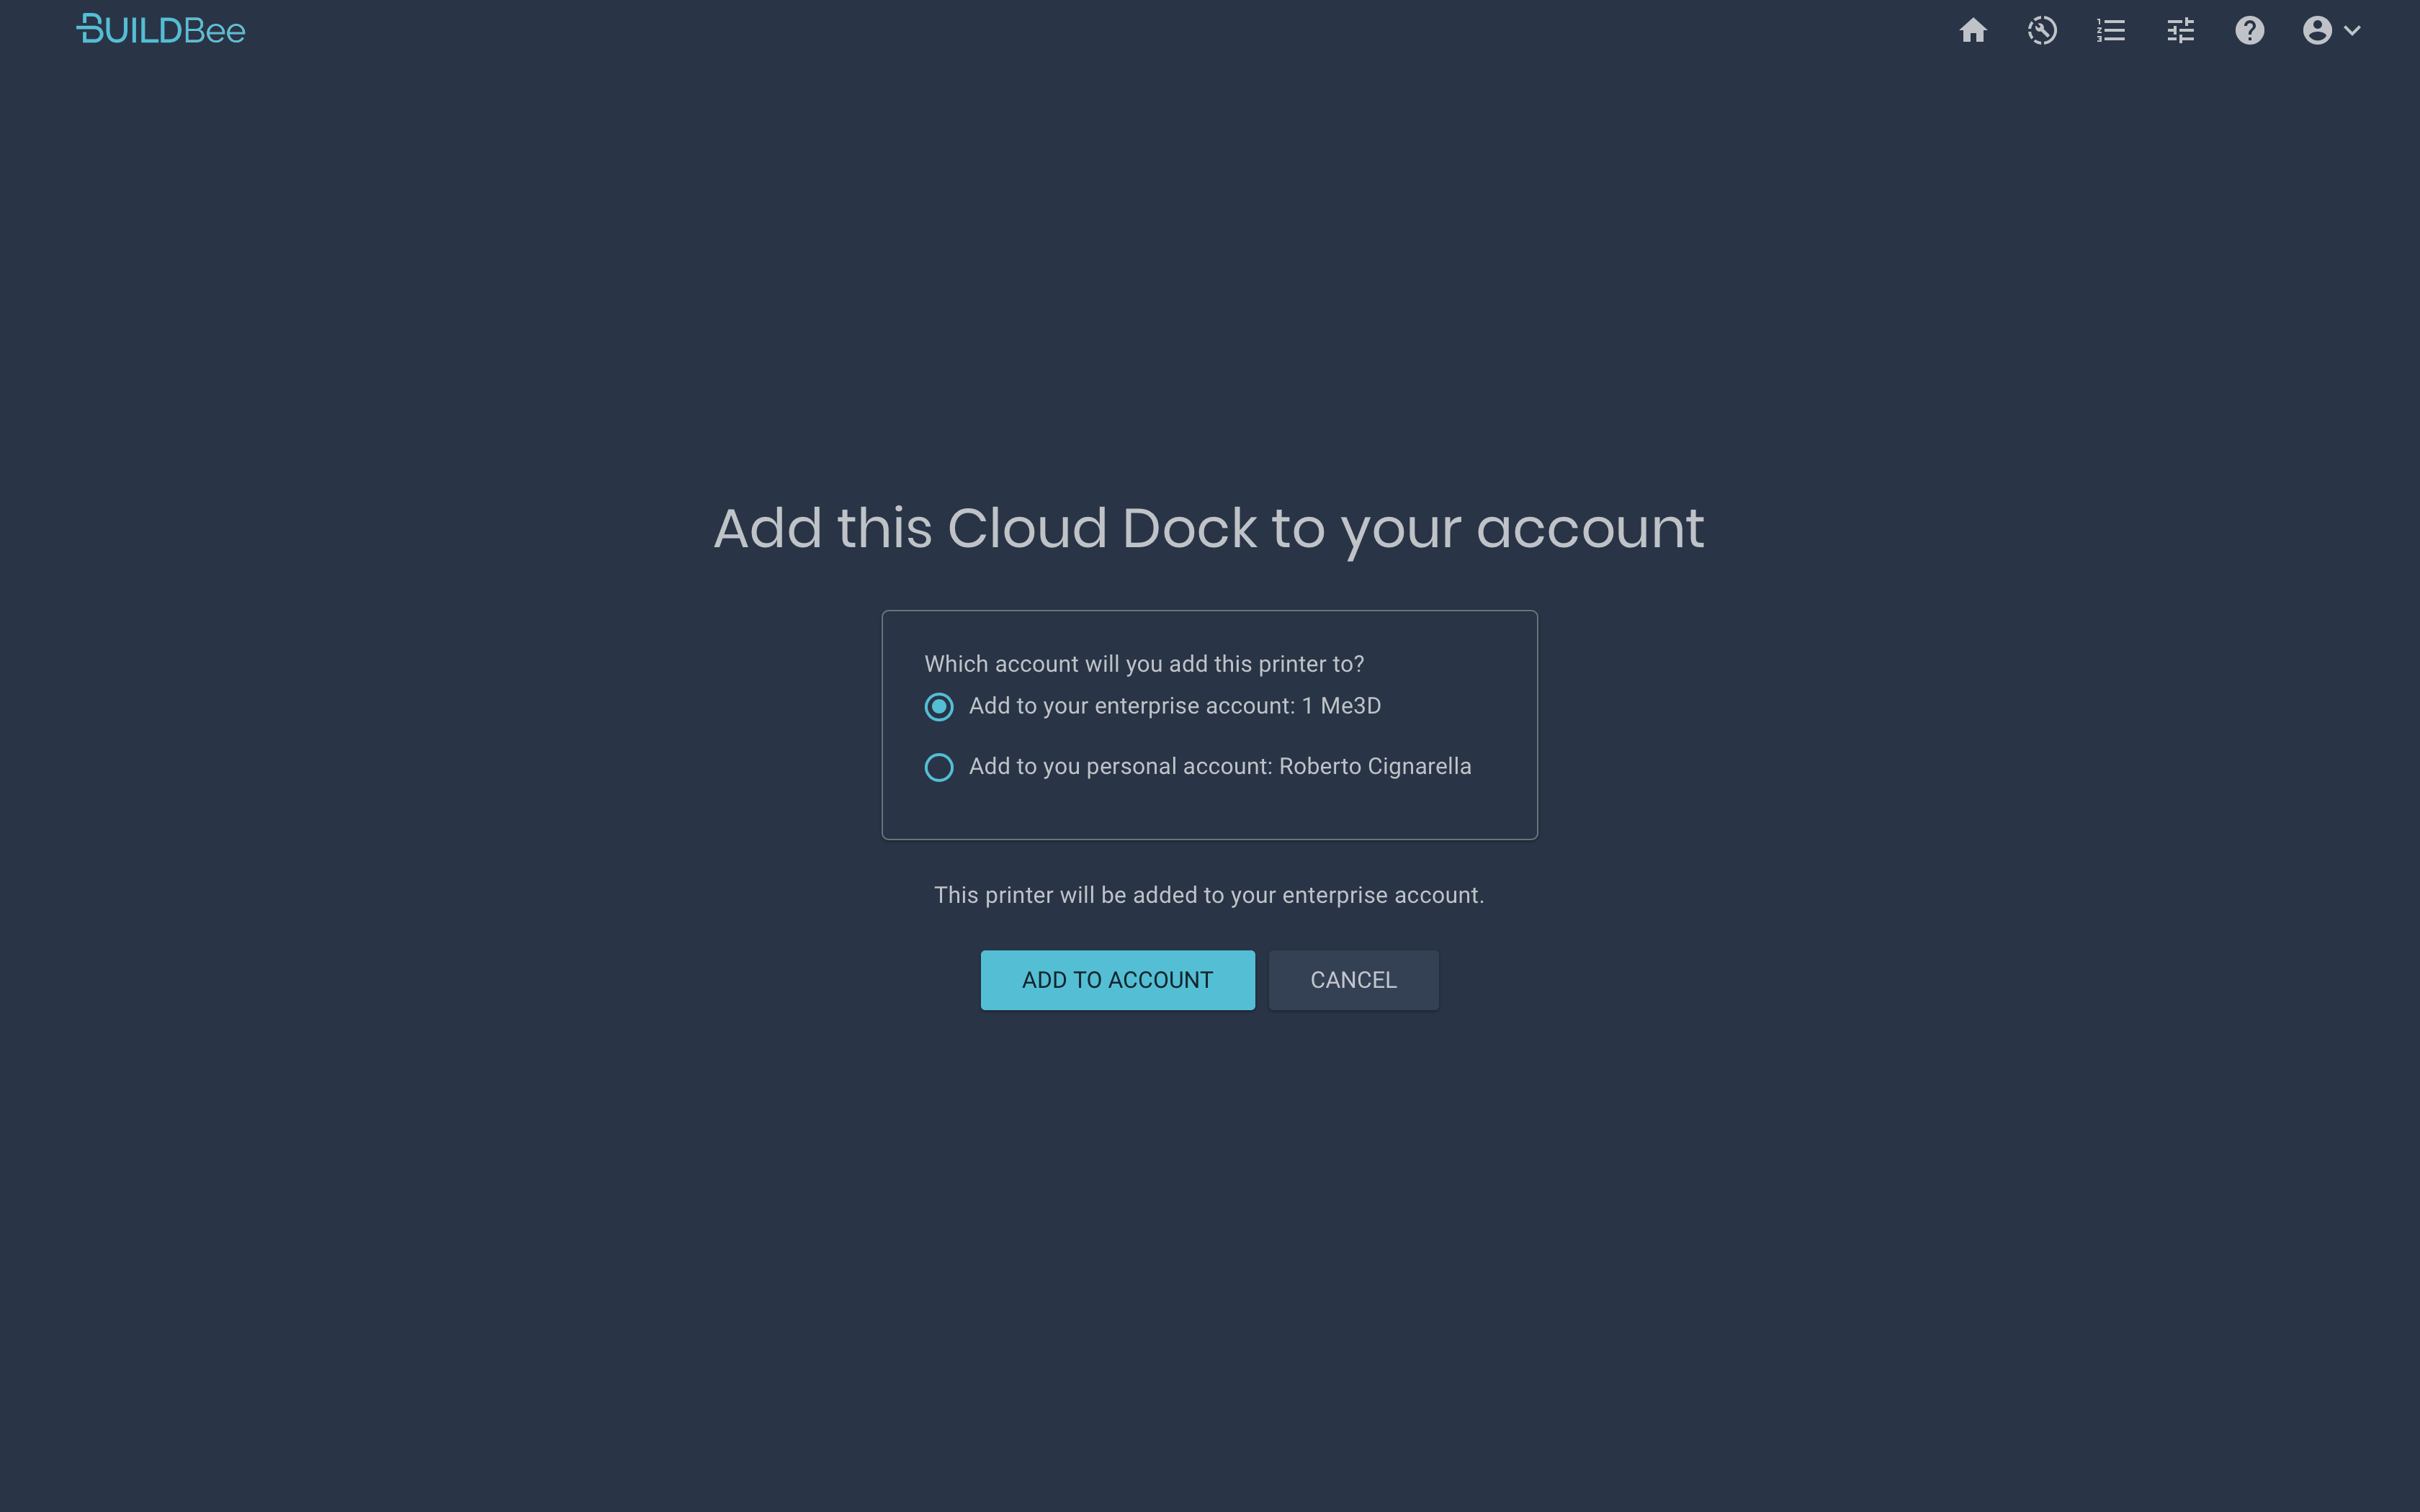 BUILDBee
Add this Cloud Dock to your account
Which account will you add this printer to?
Add to your enterprise account: 1 Me3D
Add to you personal account: Roberto Cignarella
This printer will be added to your enterprise account.
ADD TO ACCOUNT CANCEL